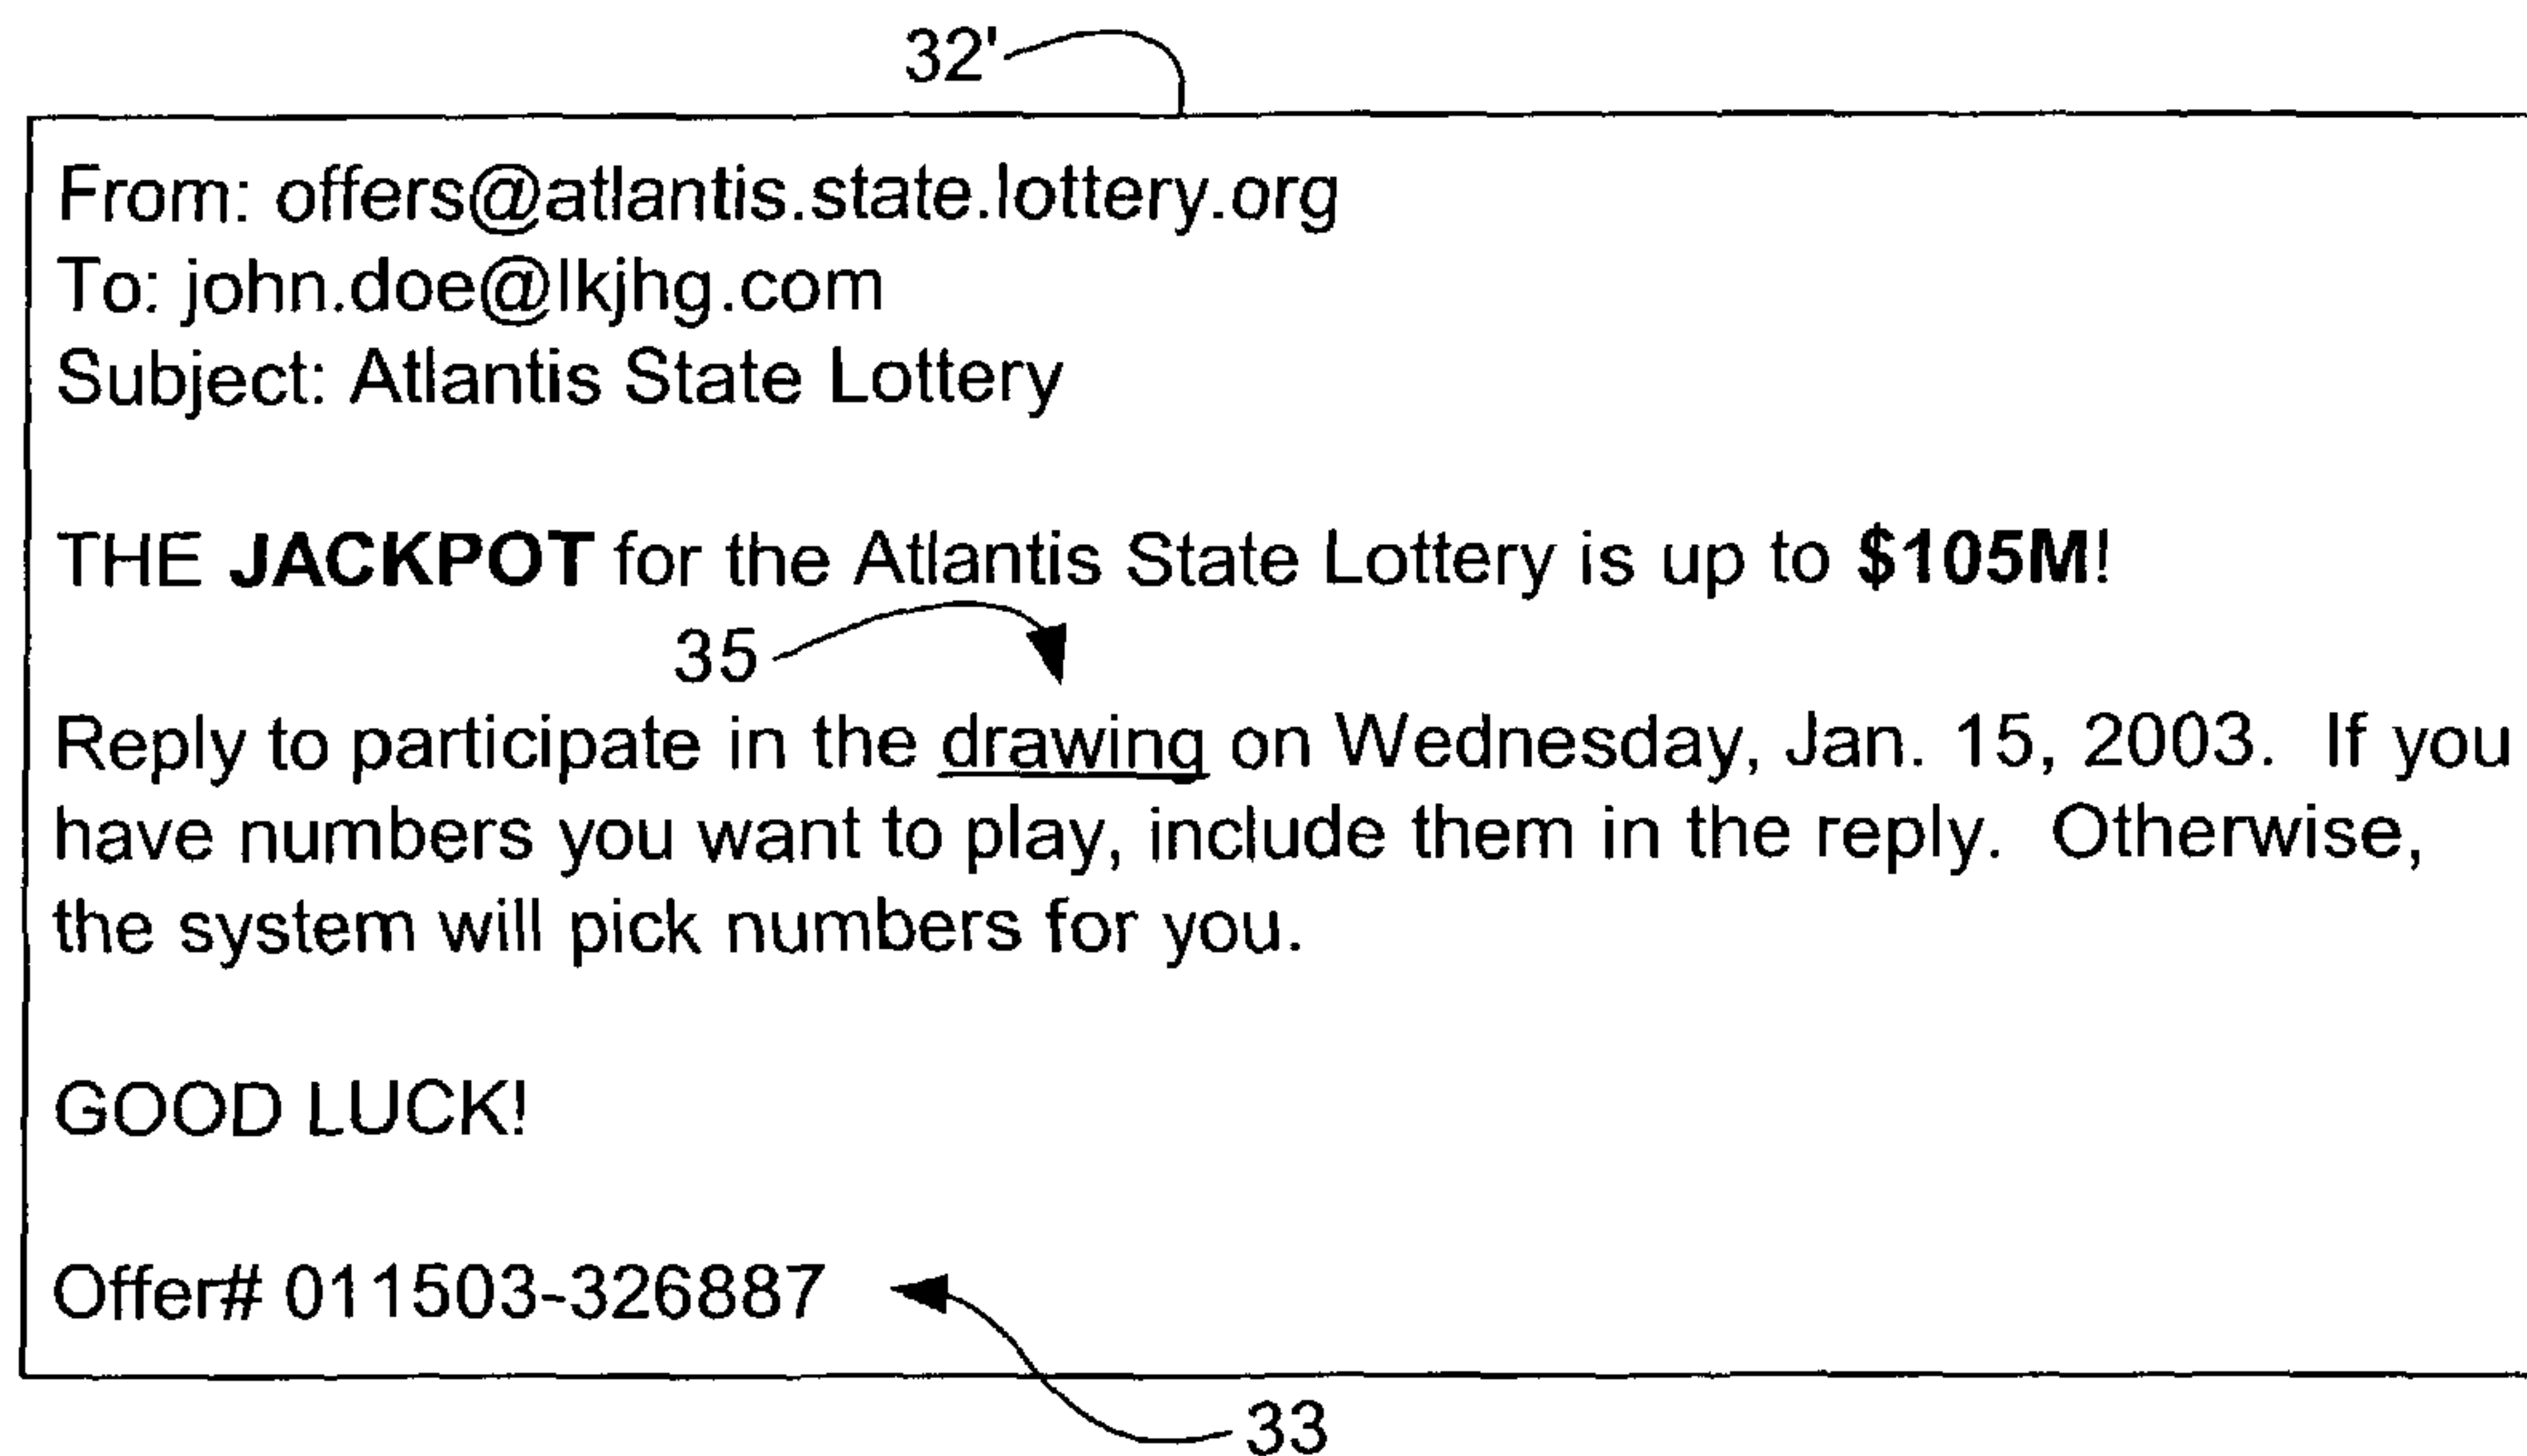 32'
From: offers@atlantis.state.lottery.org
To: john.doe@lkjhg.com
Subject: Atlantis State Lottery
THE JACKPOT for the Atlantis State Lottery is up to $105M!
35
Reply to participate in the drawing on Wednesday, Jan. 15, 2003. If you
have numbers you want to play, include them in the reply. Otherwise,
the system will pick numbers for you.
GOOD LUCK!
Offer# 011503-326887
33